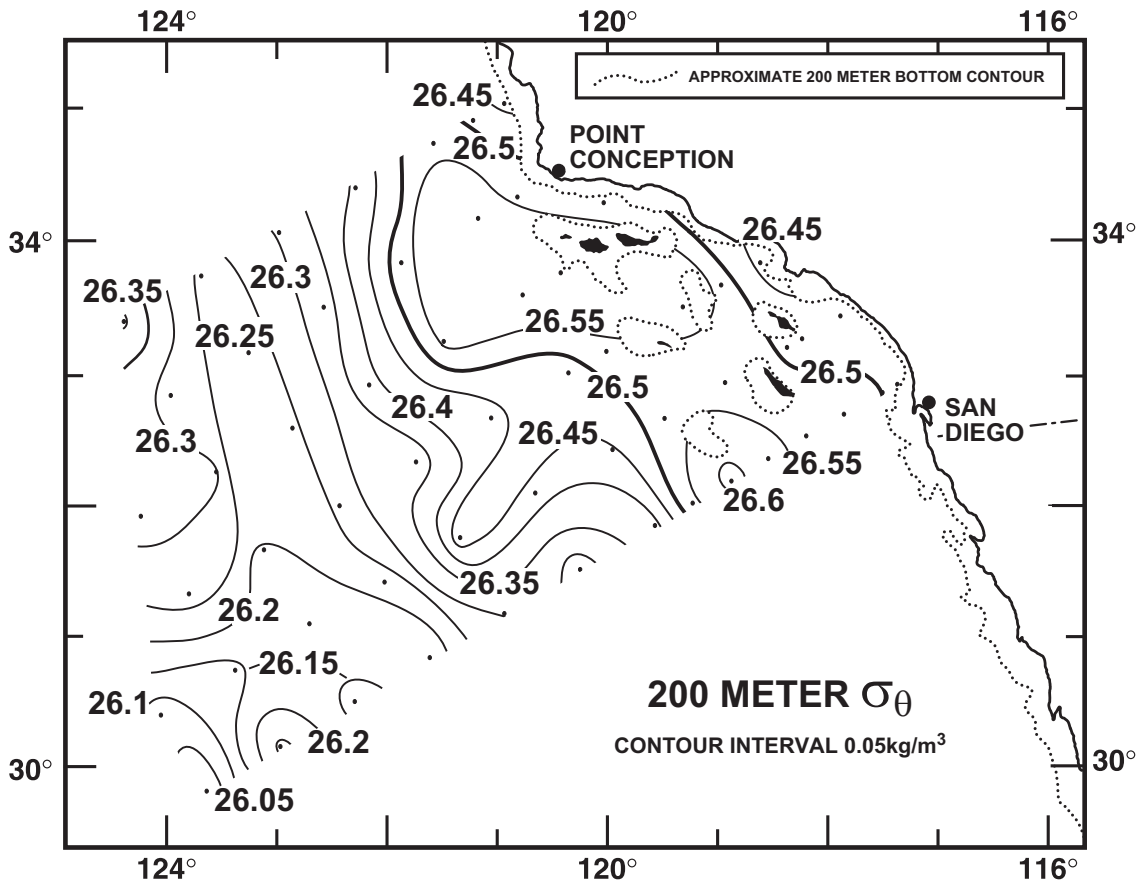 124° 120° 116°
APPROXIMATE 200 METER BOTTOM CONTOUR
26.45
POINT
CONCEPTION
26.5
26.45
34° 34°
26.3
26.35
26.55
26.25
26.5
26.5
26.4
SAN
DIEGO
26.45
26.3
26.55
26.6
26.35
26.2
26.15
26.1
200 METER σθ
26.2
CONTOUR INTERVAL 0.05kg/m³
30° 30°
26.05
124° 120° 116°